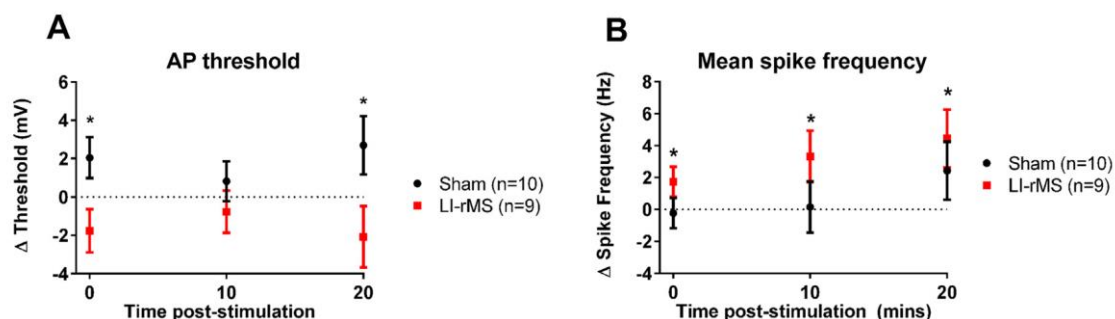 A
AP threshold
Δ Threshold (mV)
6
4
2
0
-2
-4
*
*
0
10
20
Time post-stimulation
Sham (n=10)
LI-rMS (n=9)
B
Mean spike frequency
Δ Spike Frequency (Hz)
8
6
4
2
0
-2
-4
*
*
*
0
10
20
Time post-stimulation (mins)
Sham (n=10)
LI-rMS (n=9)